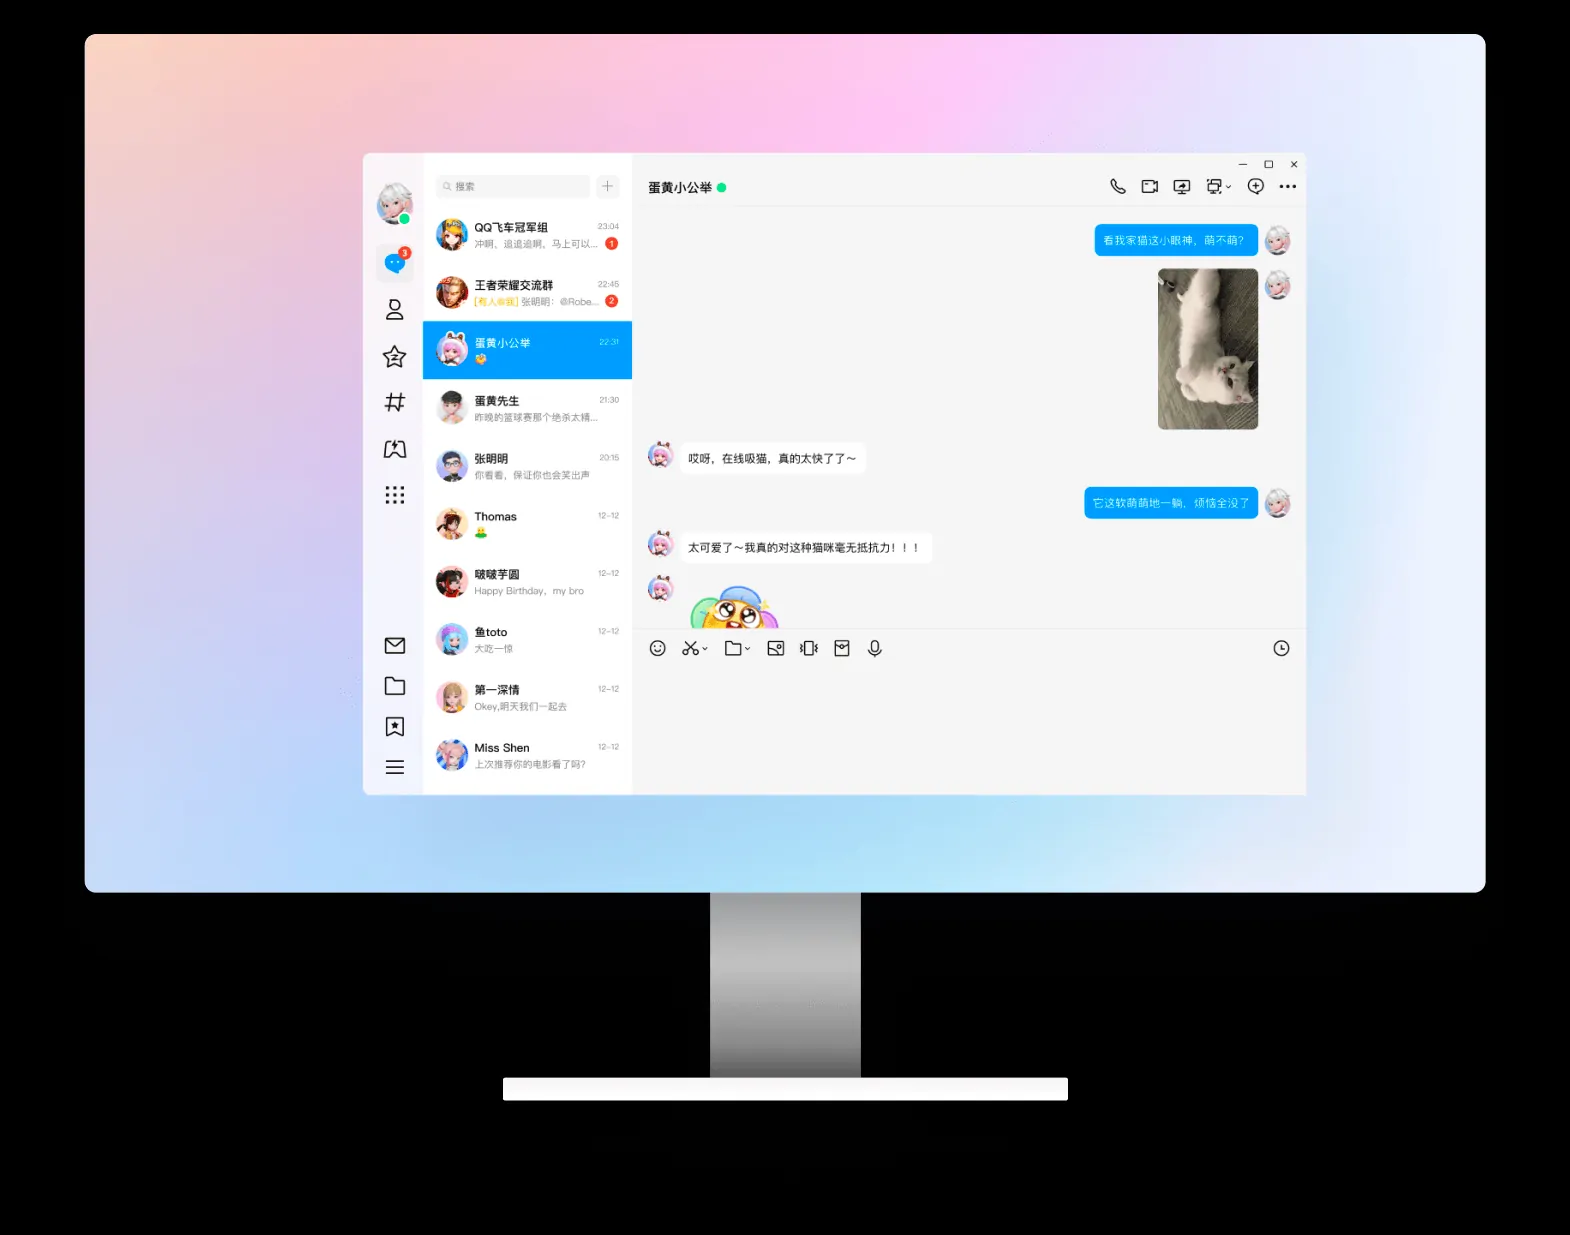 搜索
QQ飞车冠军组
23:04
冲啊，追追追啊，马上可以...
1
王者荣耀交流群
22:45
[有人@我] 张明明：@Robe...
2
蛋黄小公举
22:31
蛋黄先生
21:30
昨晚的篮球赛那个绝杀太精...
张明明
20:15
你看看，保证你也会笑出声
Thomas
12-12
啵啵芋圆
12-12
Happy Birthday，my bro
鱼toto
12-12
大吃一惊
第一深情
12-12
Okey,明天我们一起去
Miss Shen
12-12
上次推荐你的电影看了吗?
3
蛋黄小公举
看我家猫这小眼神，萌不萌？
哎呀，在线吸猫，真的太快了了～
它这软萌萌地一躺，烦恼全没了
太可爱了～我真的对这种猫咪毫无抵抗力！！！